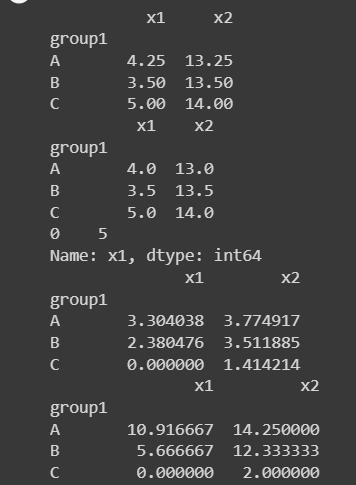 x1 x2
group1
A 4.25 13.25
B 3.50 13.50
C 5.00 14.00
x1 x2
group1
A 4.0 13.0
B 3.5 13.5
C 5.0 14.0
0 5
Name: x1, dtype: int64
x1 x2
group1
A 3.304038 3.774917
B 2.380476 3.511885
C 0.000000 1.414214
x1 x2
group1
A 10.916667 14.250000
B 5.666667 12.333333
C 0.000000 2.000000